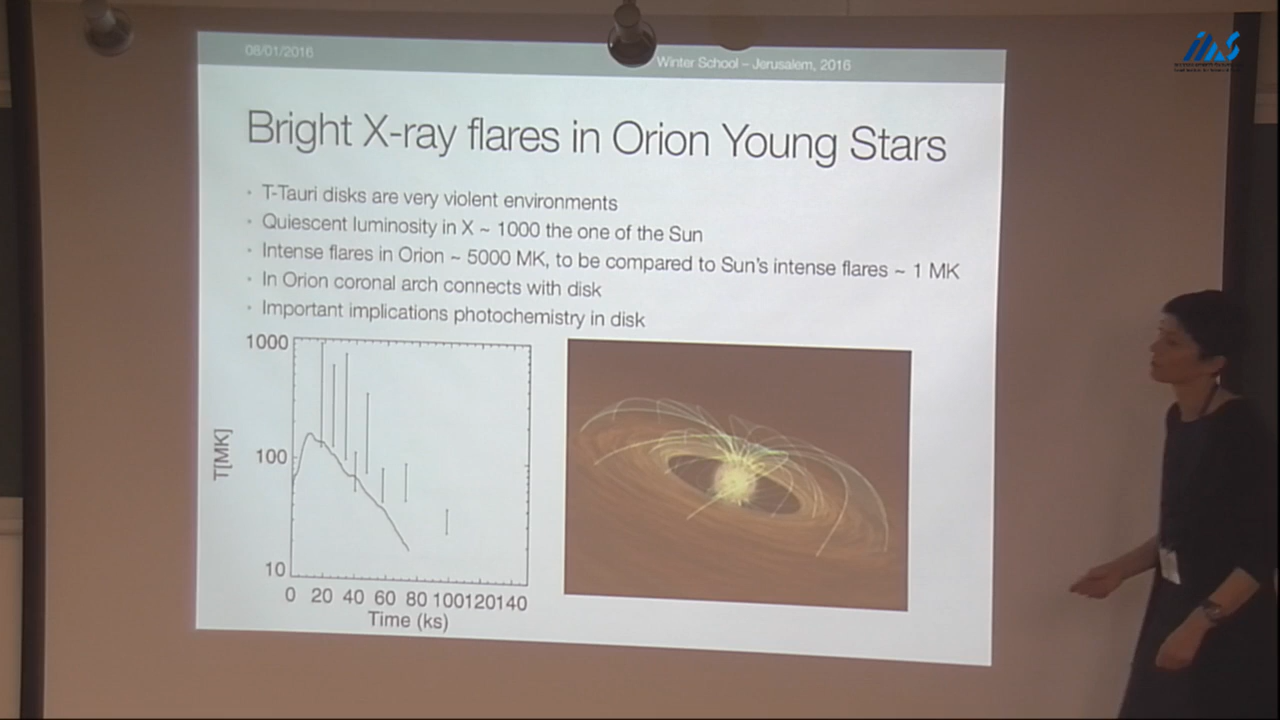 08/01/2016
Winter School – Jerusalem, 2016
Bright X-ray flares in Orion Young Stars
• T-Tauri disks are very violent environments
• Quiescent luminosity in X ~ 1000 the one of the Sun
• Intense flares in Orion ~ 5000 MK, to be compared to Sun's intense flares ~ 1 MK
• In Orion coronal arch connects with disk
• Important implications photochemistry in disk
1000
100
10
T[MK]
0 20 40 60 80 100 120 140
Time (ks)